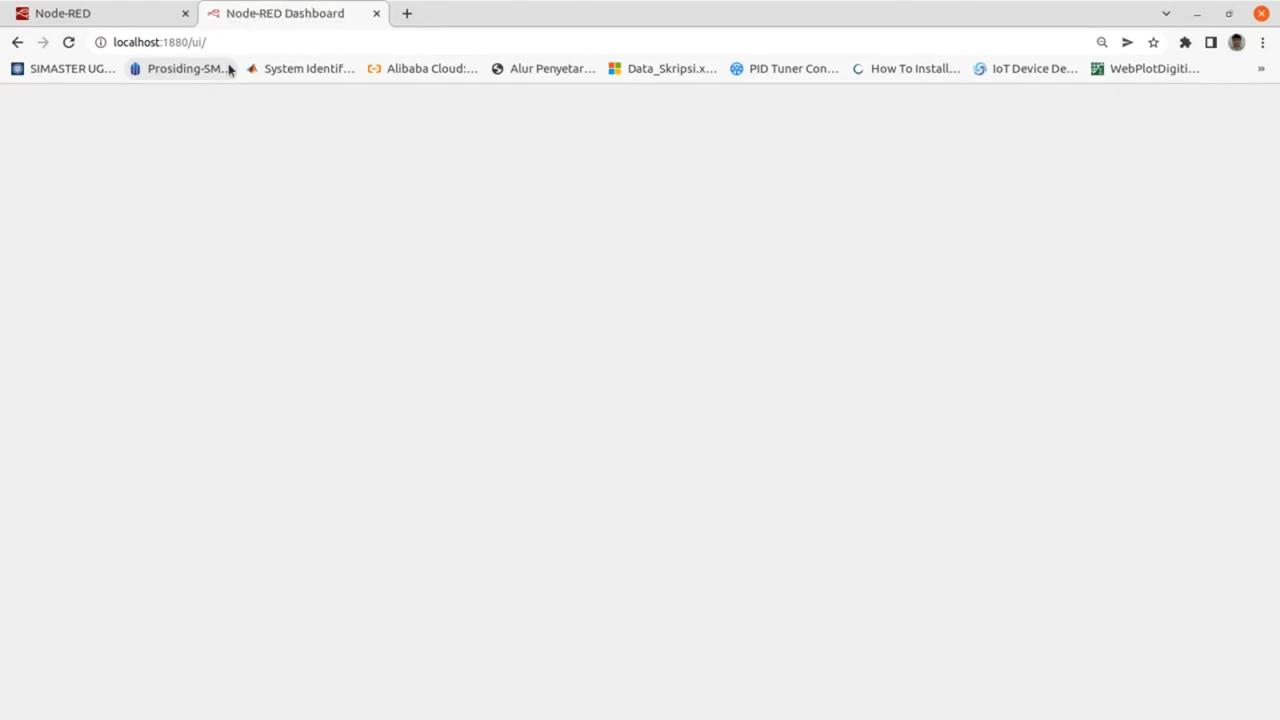 Node-RED
Node-RED Dashboard
localhost:1880/ui/
SIMASTER UG...
Prosiding-SM...
System Identif...
Alibaba Cloud:...
Alur Penyetar...
Data_Skripsi.x...
PID Tuner Con...
How To Install...
IoT Device De...
WebPlotDigiti...